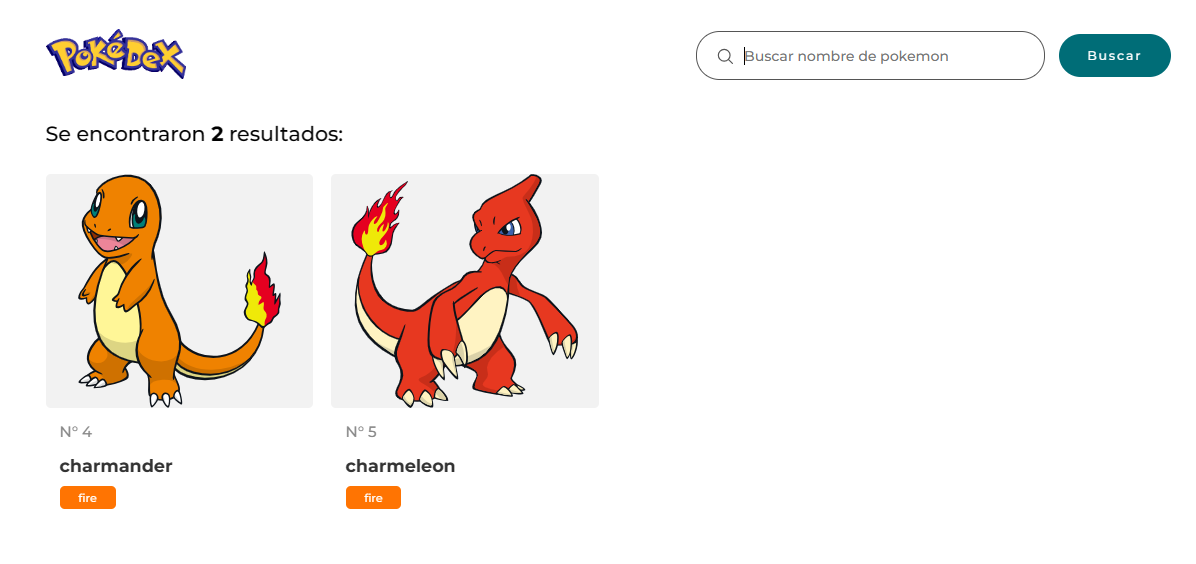 POKéDEX
Buscar nombre de pokemon
Buscar
Se encontraron 2 resultados:
N° 4
charmander
fire
N° 5
charmeleon
fire